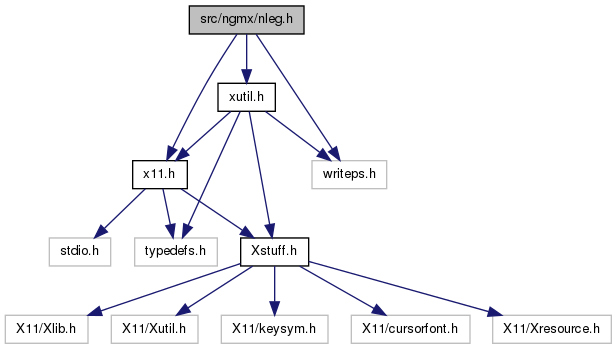 src/ngmx/nleg.h
xutil.h
x11.h
writeps.h
stdio.h
typedefs.h
Xstuff.h
X11/Xlib.h
X11/Xutil.h
X11/keysym.h
X11/cursorfont.h
X11/Xresource.h